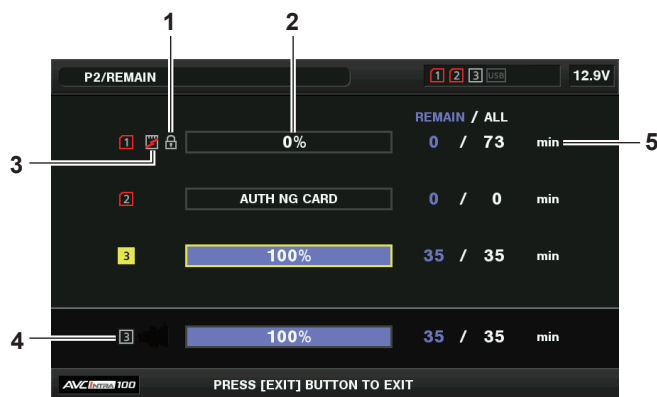 1 2
P2/REMAIN 1 2 3 USB 12.9V
REMAIN / ALL
1 0% 0 / 73 min 5
3
2 AUTH NG CARD 0 / 0 min
3 100% 35 / 35 min
4 3 100% 35 / 35 min
AVC Intra 100 PRESS [EXIT] BUTTON TO EXIT